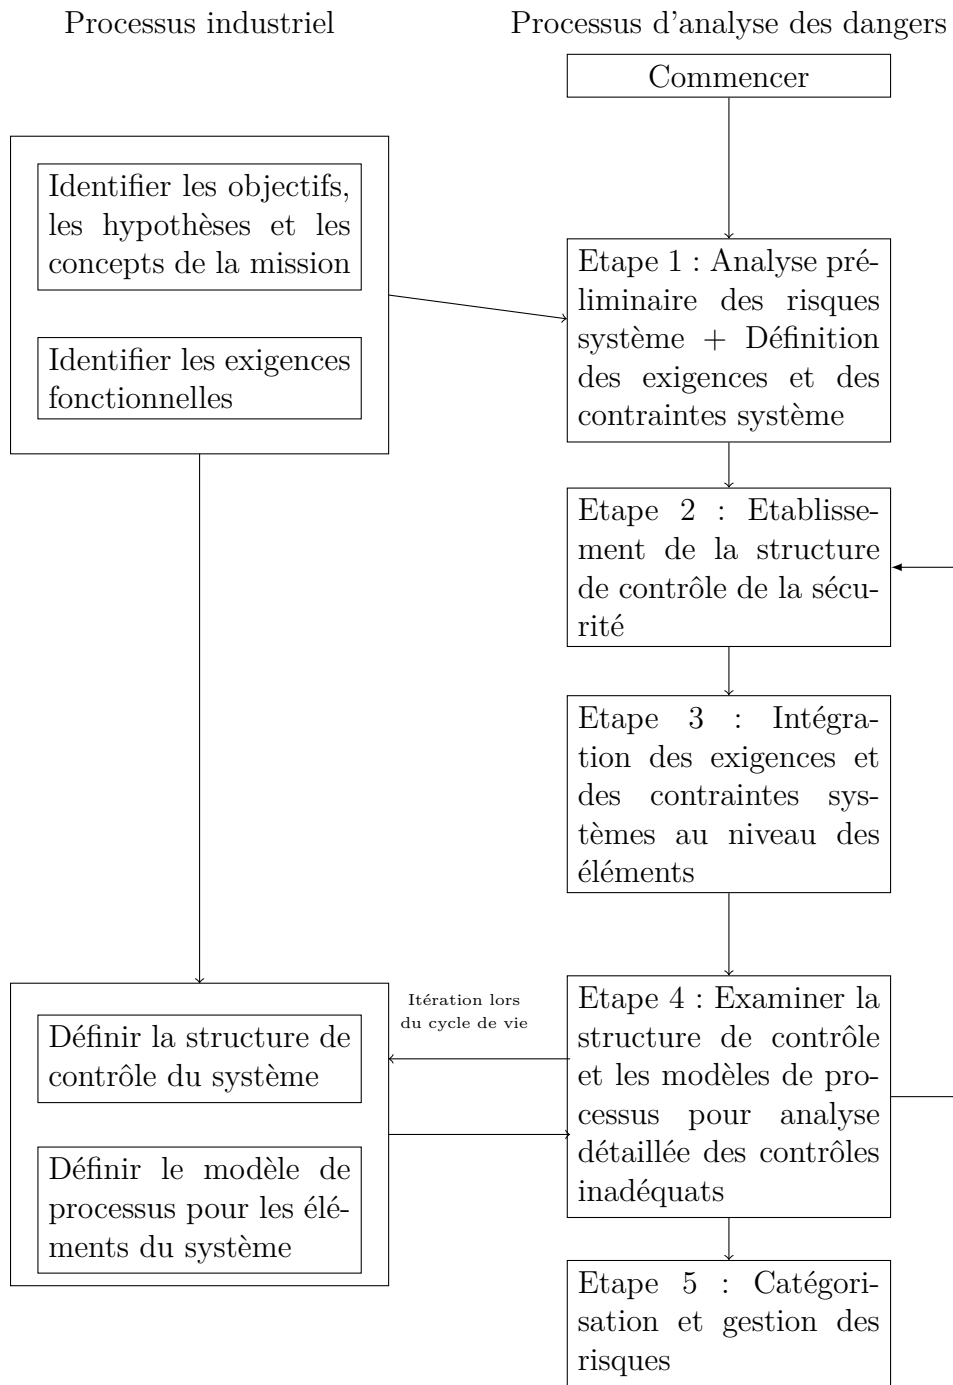 Processus industriel
Processus d'analyse des dangers
Commencer
Identifier les objectifs,
les hypothèses et les
concepts de la mission
Identifier les exigences
fonctionnelles
Etape 1 : Analyse pré-
liminaire des risques
système + Définition
des exigences et des
contraintes système
Etape 2 : Etablisse-
ment de la structure
de contrôle de la sécu-
rité
Etape 3 : Intégra-
tion des exigences et
des contraintes sys-
tèmes au niveau des
éléments
Itération lors
du cycle de vie
Définir la structure de
contrôle du système
Définir le modèle de
processus pour les élé-
ments du système
Etape 4 : Examiner la
structure de contrôle
et les modèles de pro-
cessus pour analyse
détaillée des contrôles
inadéquats
Etape 5 : Catégori-
sation et gestion des
risques